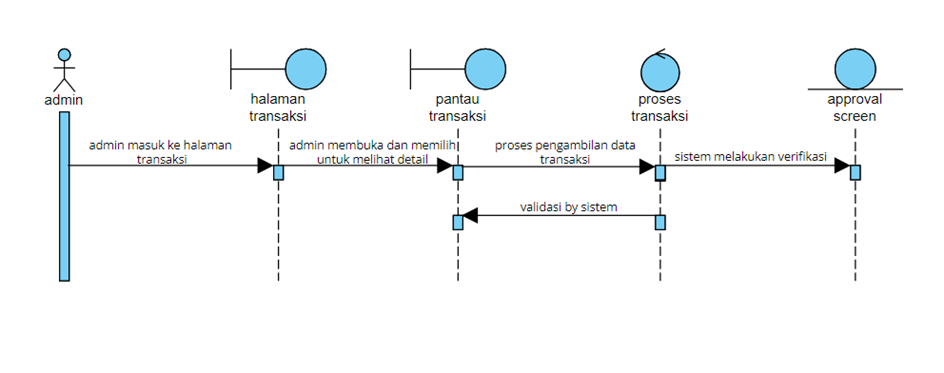 admin
halaman
transaksi
pantau
transaksi
proses
transaksi
approval
screen
admin masuk ke halaman
transaksi
admin membuka dan memilih
untuk melihat detail
proses pengambilan data
transaksi
sistem melakukan verifikasi
validasi by sistem